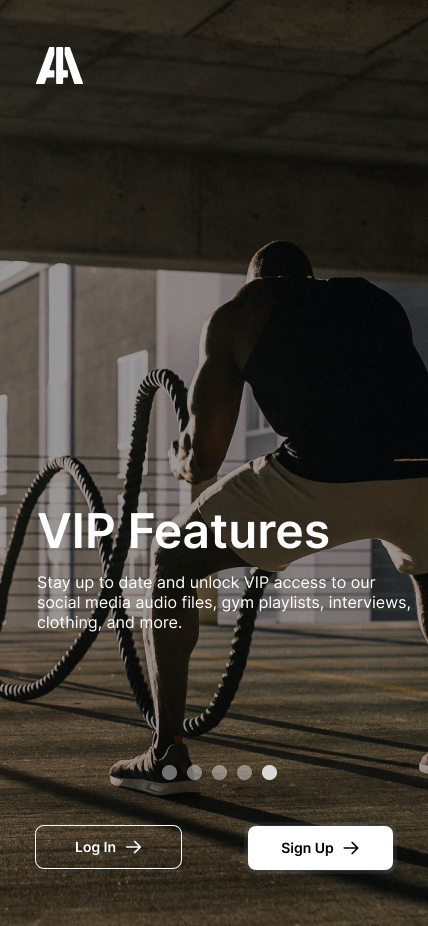 VIP Features
Stay up to date and unlock VIP access to our
social media audio files, gym playlists, interviews,
clothing, and more.
Log In
Sign Up